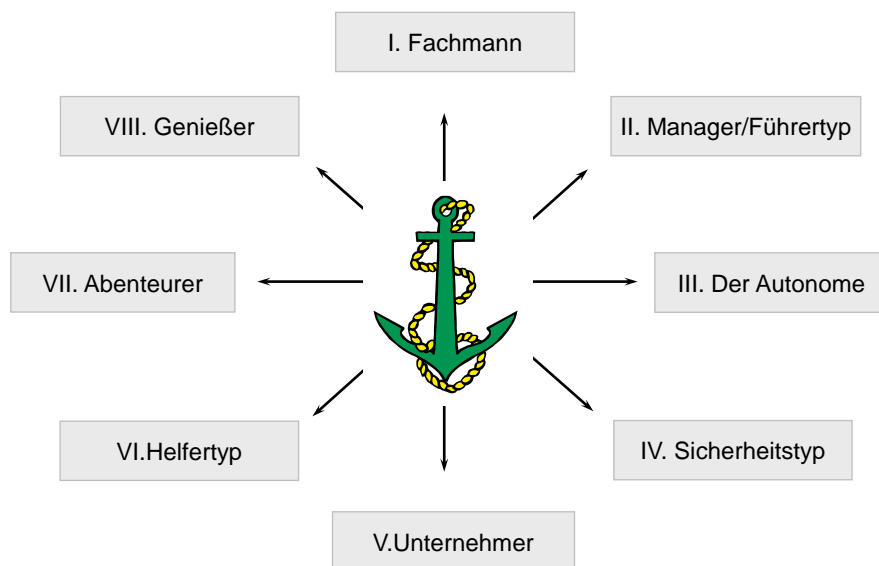 I. Fachmann
II. Manager/Führertyp
III. Der Autonome
IV. Sicherheitstyp
V.Unternehmer
VI.Helfertyp
VII. Abenteurer
VIII. Genießer